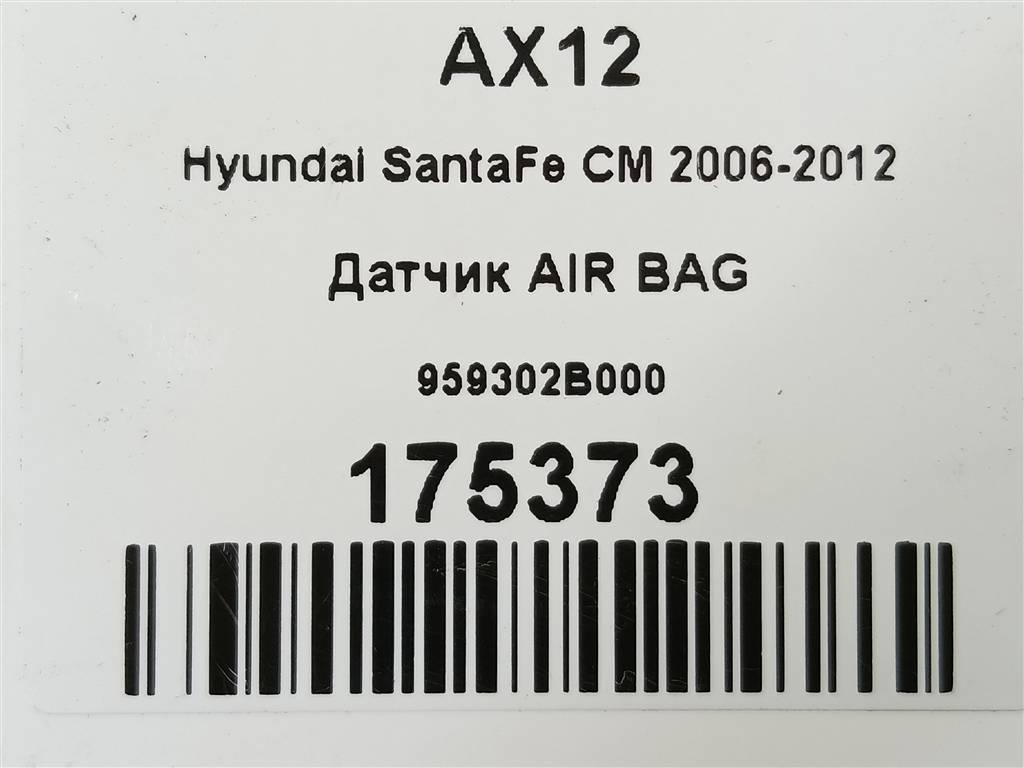 AX12
Hyundai SantaFe CM 2006-2012
Датчик AIR BAG
959302B000
175373